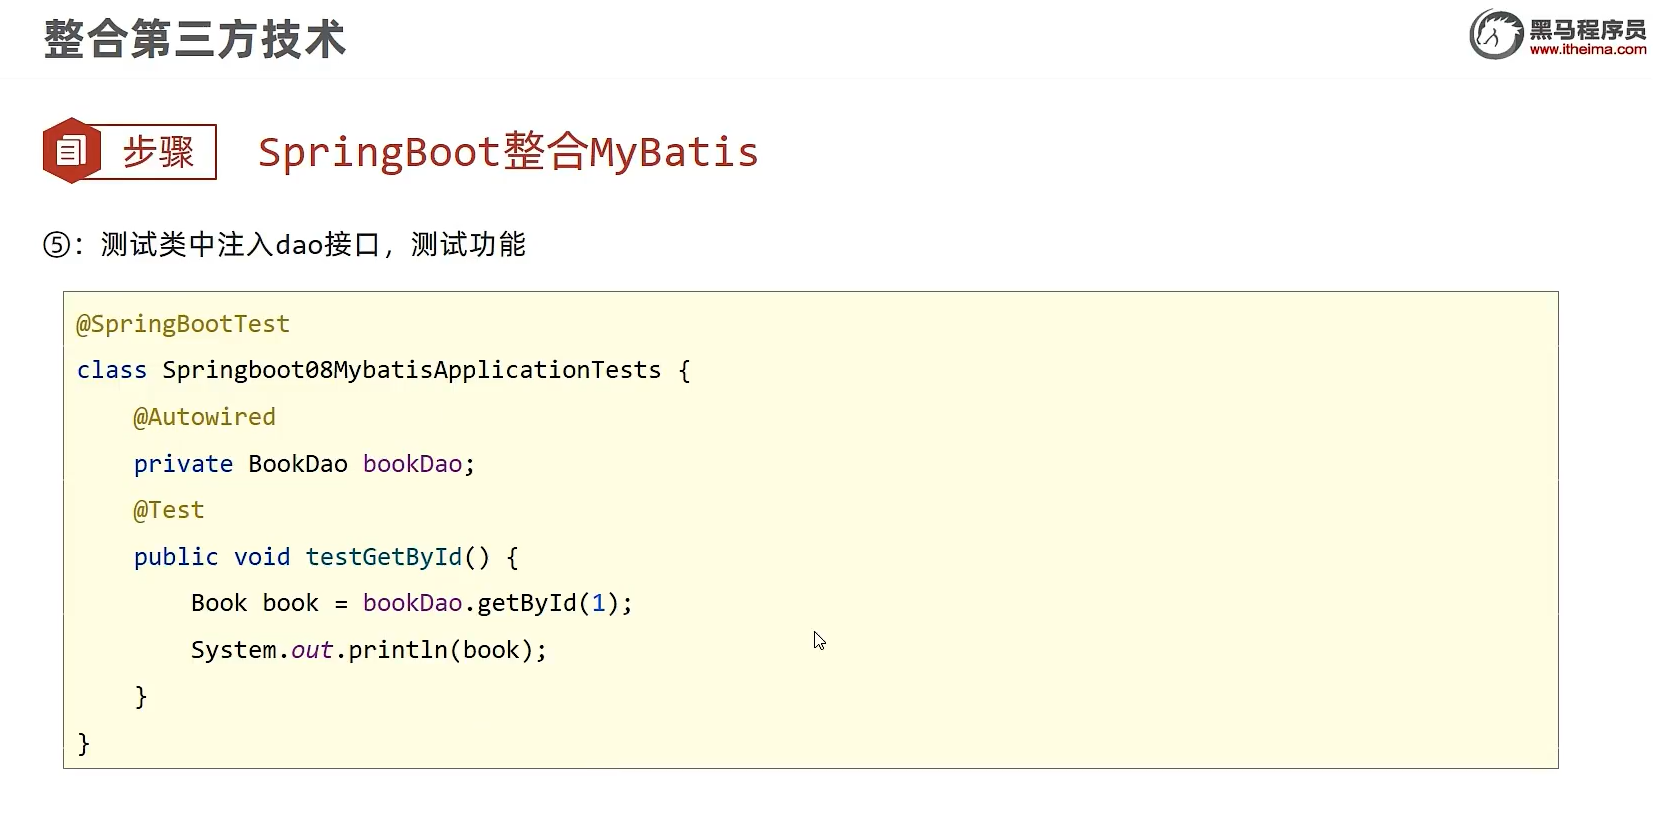 整合第三方技术
黑马程序员
www.itheima.com
步骤
SpringBoot整合MyBatis
⑤：测试类中注入dao接口，测试功能
@SpringBootTest
class Springboot08MybatisApplicationTests {
    @Autowired
    private BookDao bookDao;
    @Test
    public void testGetById() {
        Book book = bookDao.getById(1);
        System.out.println(book);
    }
}